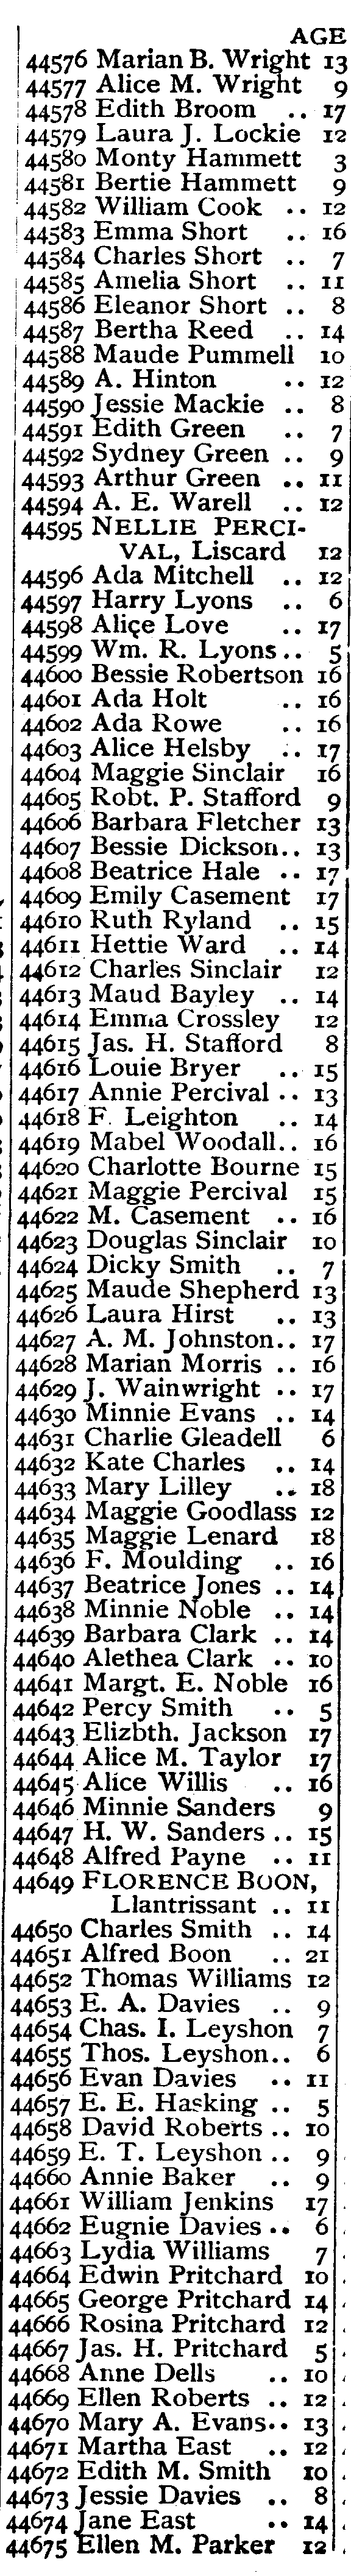 AGE
44576 Marian B. Wright 13
44577 Alice M. Wright 9
44578 Edith Broom .. 17
44579 Laura J. Lockie 12
44580 Monty Hammett 3
44581 Bertie Hammett 9
44582 William Cook .. 12
44583 Emma Short .. 16
44584 Charles Short .. 7
44585 Amelia Short .. 11
44586 Eleanor Short .. 8
44587 Bertha Reed .. 14
44588 Maude Pummell 10
44589 A. Hinton .. 12
44590 Jessie Mackie .. 8
44591 Edith Green .. 7
44592 Sydney Green .. 9
44593 Arthur Green .. 11
44594 A. E. Warell .. 12
44595 NELLIE PERCI-
VAL, Liscard 12
44596 Ada Mitchell .. 12
44597 Harry Lyons .. 6
44598 Alice Love .. 17
44599 Wm. R. Lyons .. 5
44600 Bessie Robertson 16
44601 Ada Holt .. 16
44602 Ada Rowe .. 16
44603 Alice Helsby .. 17
44604 Maggie Sinclair 16
44605 Robt. P. Stafford 9
44606 Barbara Fletcher 13
44607 Bessie Dickson.. 13
44608 Beatrice Hale .. 17
44609 Emily Casement 17
44610 Ruth Ryland .. 15
44611 Hettie Ward .. 14
44612 Charles Sinclair 12
44613 Maud Bayley .. 14
44614 Emma Crossley 12
44615 Jas. H. Stafford 8
44616 Louie Bryer .. 15
44617 Annie Percival .. 13
44618 F. Leighton .. 14
44619 Mabel Woodall.. 16
44620 Charlotte Bourne 15
44621 Maggie Percival 15
44622 M. Casement .. 16
44623 Douglas Sinclair 10
44624 Dicky Smith .. 7
44625 Maude Shepherd 13
44626 Laura Hirst .. 13
44627 A. M. Johnston.. 17
44628 Marian Morris .. 16
44629 J. Wainwright .. 17
44630 Minnie Evans .. 14
44631 Charlie Gleadell 6
44632 Kate Charles .. 14
44633 Mary Lilley .. 18
44634 Maggie Goodlass 12
44635 Maggie Lenard 18
44636 F. Moulding .. 16
44637 Beatrice Jones .. 14
44638 Minnie Noble .. 14
44639 Barbara Clark .. 14
44640 Alethea Clark .. 10
44641 Margt. E. Noble 16
44642 Percy Smith .. 5
44643 Elizbth. Jackson 17
44644 Alice M. Taylor 17
44645 Alice Willis .. 16
44646 Minnie Sanders 9
44647 H. W. Sanders .. 15
44648 Alfred Payne .. 11
44649 FLORENCE BOON,
Llantrissant .. 11
44650 Charles Smith .. 14
44651 Alfred Boon .. 21
44652 Thomas Williams 12
44653 E. A. Davies .. 9
44654 Chas. I. Leyshon 7
44655 Thos. Leyshon.. 6
44656 Evan Davies .. 11
44657 E. E. Hasking .. 5
44658 David Roberts .. 10
44659 E. T. Leyshon .. 9
44660 Annie Baker .. 9
44661 William Jenkins 17
44662 Eugnie Davies .. 6
44663 Lydia Williams 7
44664 Edwin Pritchard 10
44665 George Pritchard 14
44666 Rosina Pritchard 12
44667 Jas. H. Pritchard 5
44668 Anne Dells .. 10
44669 Ellen Roberts .. 12
44670 Mary A. Evans.. 13
44671 Martha East .. 12
44672 Edith M. Smith 10
44673 Jessie Davies .. 8
44674 Jane East .. 14
44675 Ellen M. Parker 12